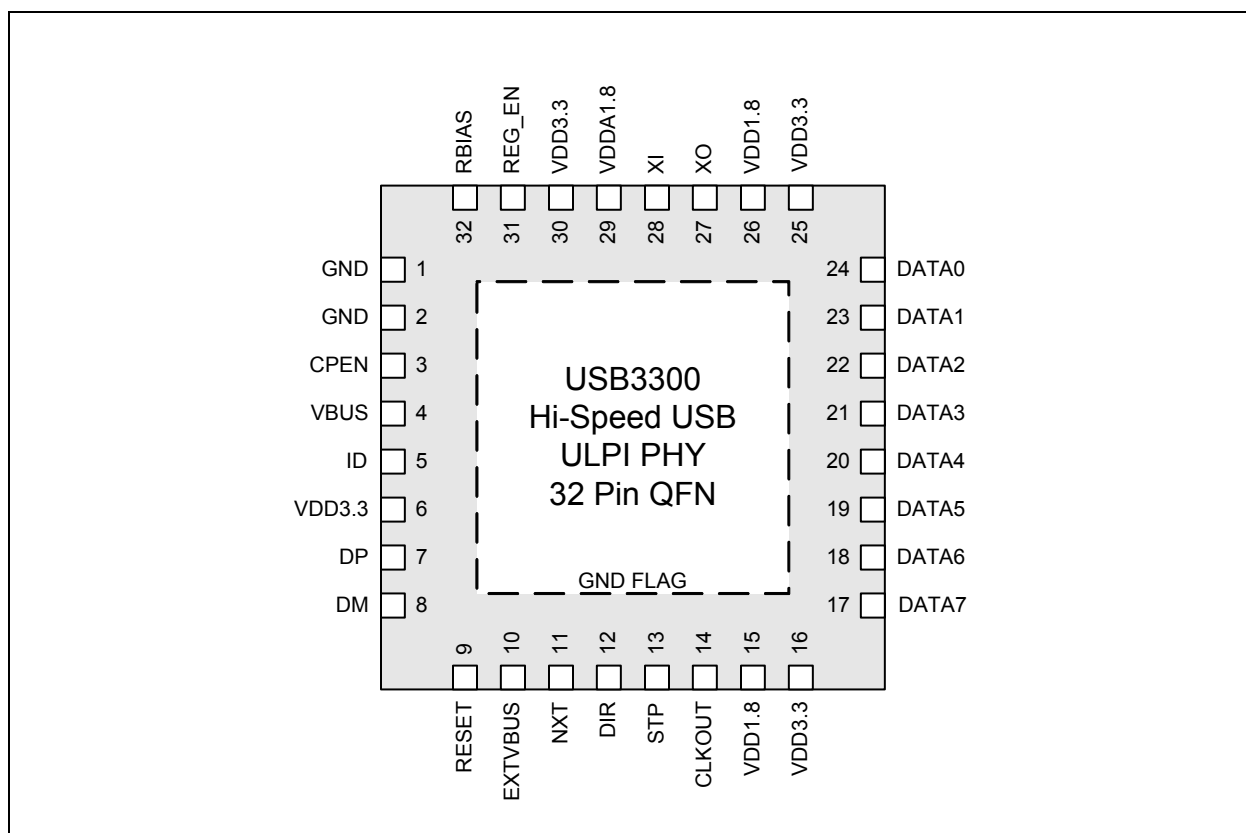 RBIAS
REG_EN
VDD3.3
VDDA1.8
XI
XO
VDD1.8
VDD3.3
32
31
30
29
28
27
26
25
GND 1
GND 2
CPEN 3
VBUS 4
ID 5
VDD3.3 6
DP 7
DM 8
USB3300
Hi-Speed USB
ULPI PHY
32 Pin QFN
GND FLAG
24 DATA0
23 DATA1
22 DATA2
21 DATA3
20 DATA4
19 DATA5
18 DATA6
17 DATA7
9
10
11
12
13
14
15
16
RESET
EXTVBUS
NXT
DIR
STP
CLKOUT
VDD1.8
VDD3.3